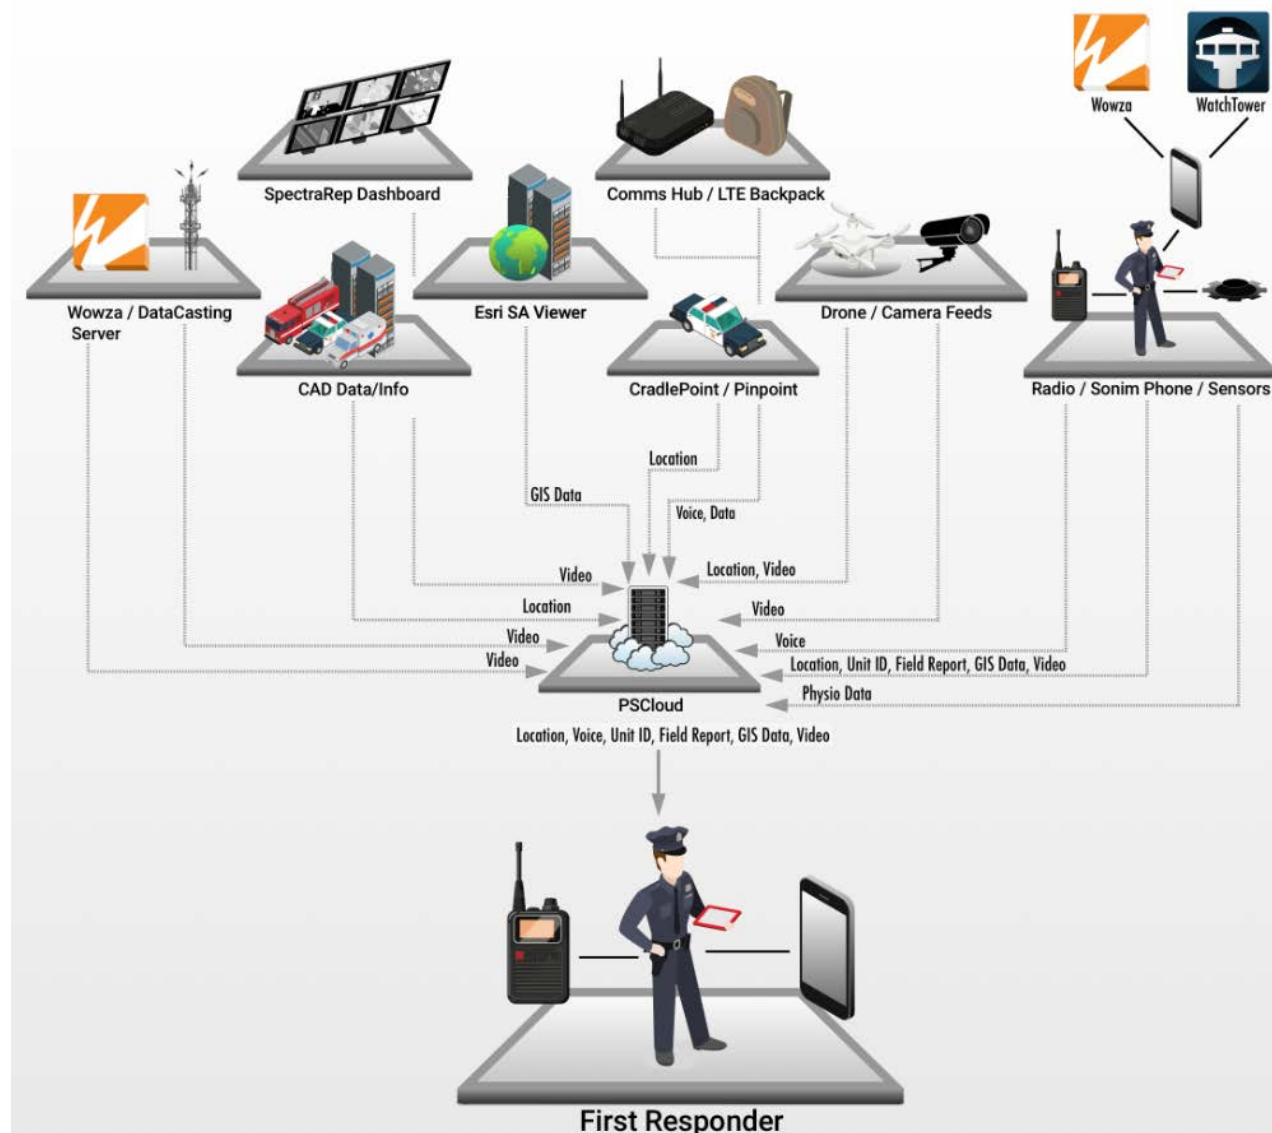 Wowza
WatchTower
SpectraRep Dashboard
Comms Hub / LTE Backpack
Wowza / DataCasting
Server
Esri SA Viewer
Drone / Camera Feeds
CAD Data/Info
CradlePoint / Pinpoint
Radio / Sonim Phone / Sensors
Location
GIS Data
Voice, Data
Video
Location, Video
Location
Video
Video
Voice
Video
Location, Unit ID, Field Report, GIS Data, Video
Physio Data
PSCloud
Location, Voice, Unit ID, Field Report, GIS Data, Video
First Responder